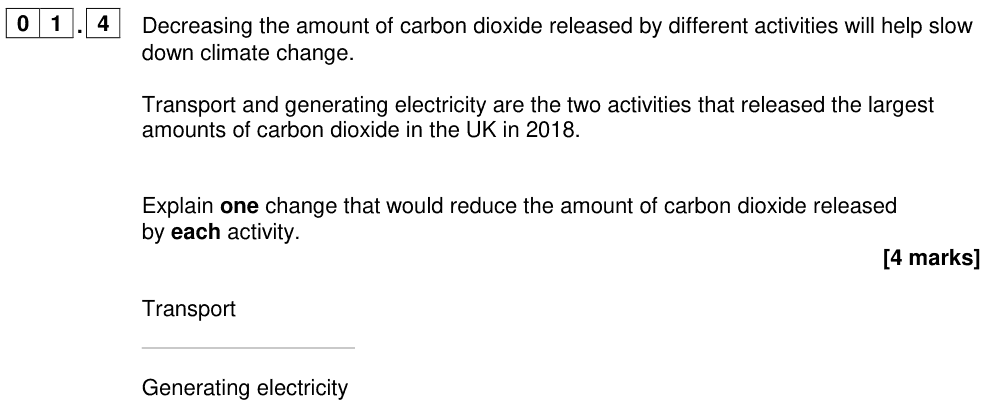 0 1 . 4 Decreasing the amount of carbon dioxide released by different activities will help slow
down climate change.
Transport and generating electricity are the two activities that released the largest
amounts of carbon dioxide in the UK in 2018.
Explain one change that would reduce the amount of carbon dioxide released
by each activity.
[4 marks]
Transport
Generating electricity